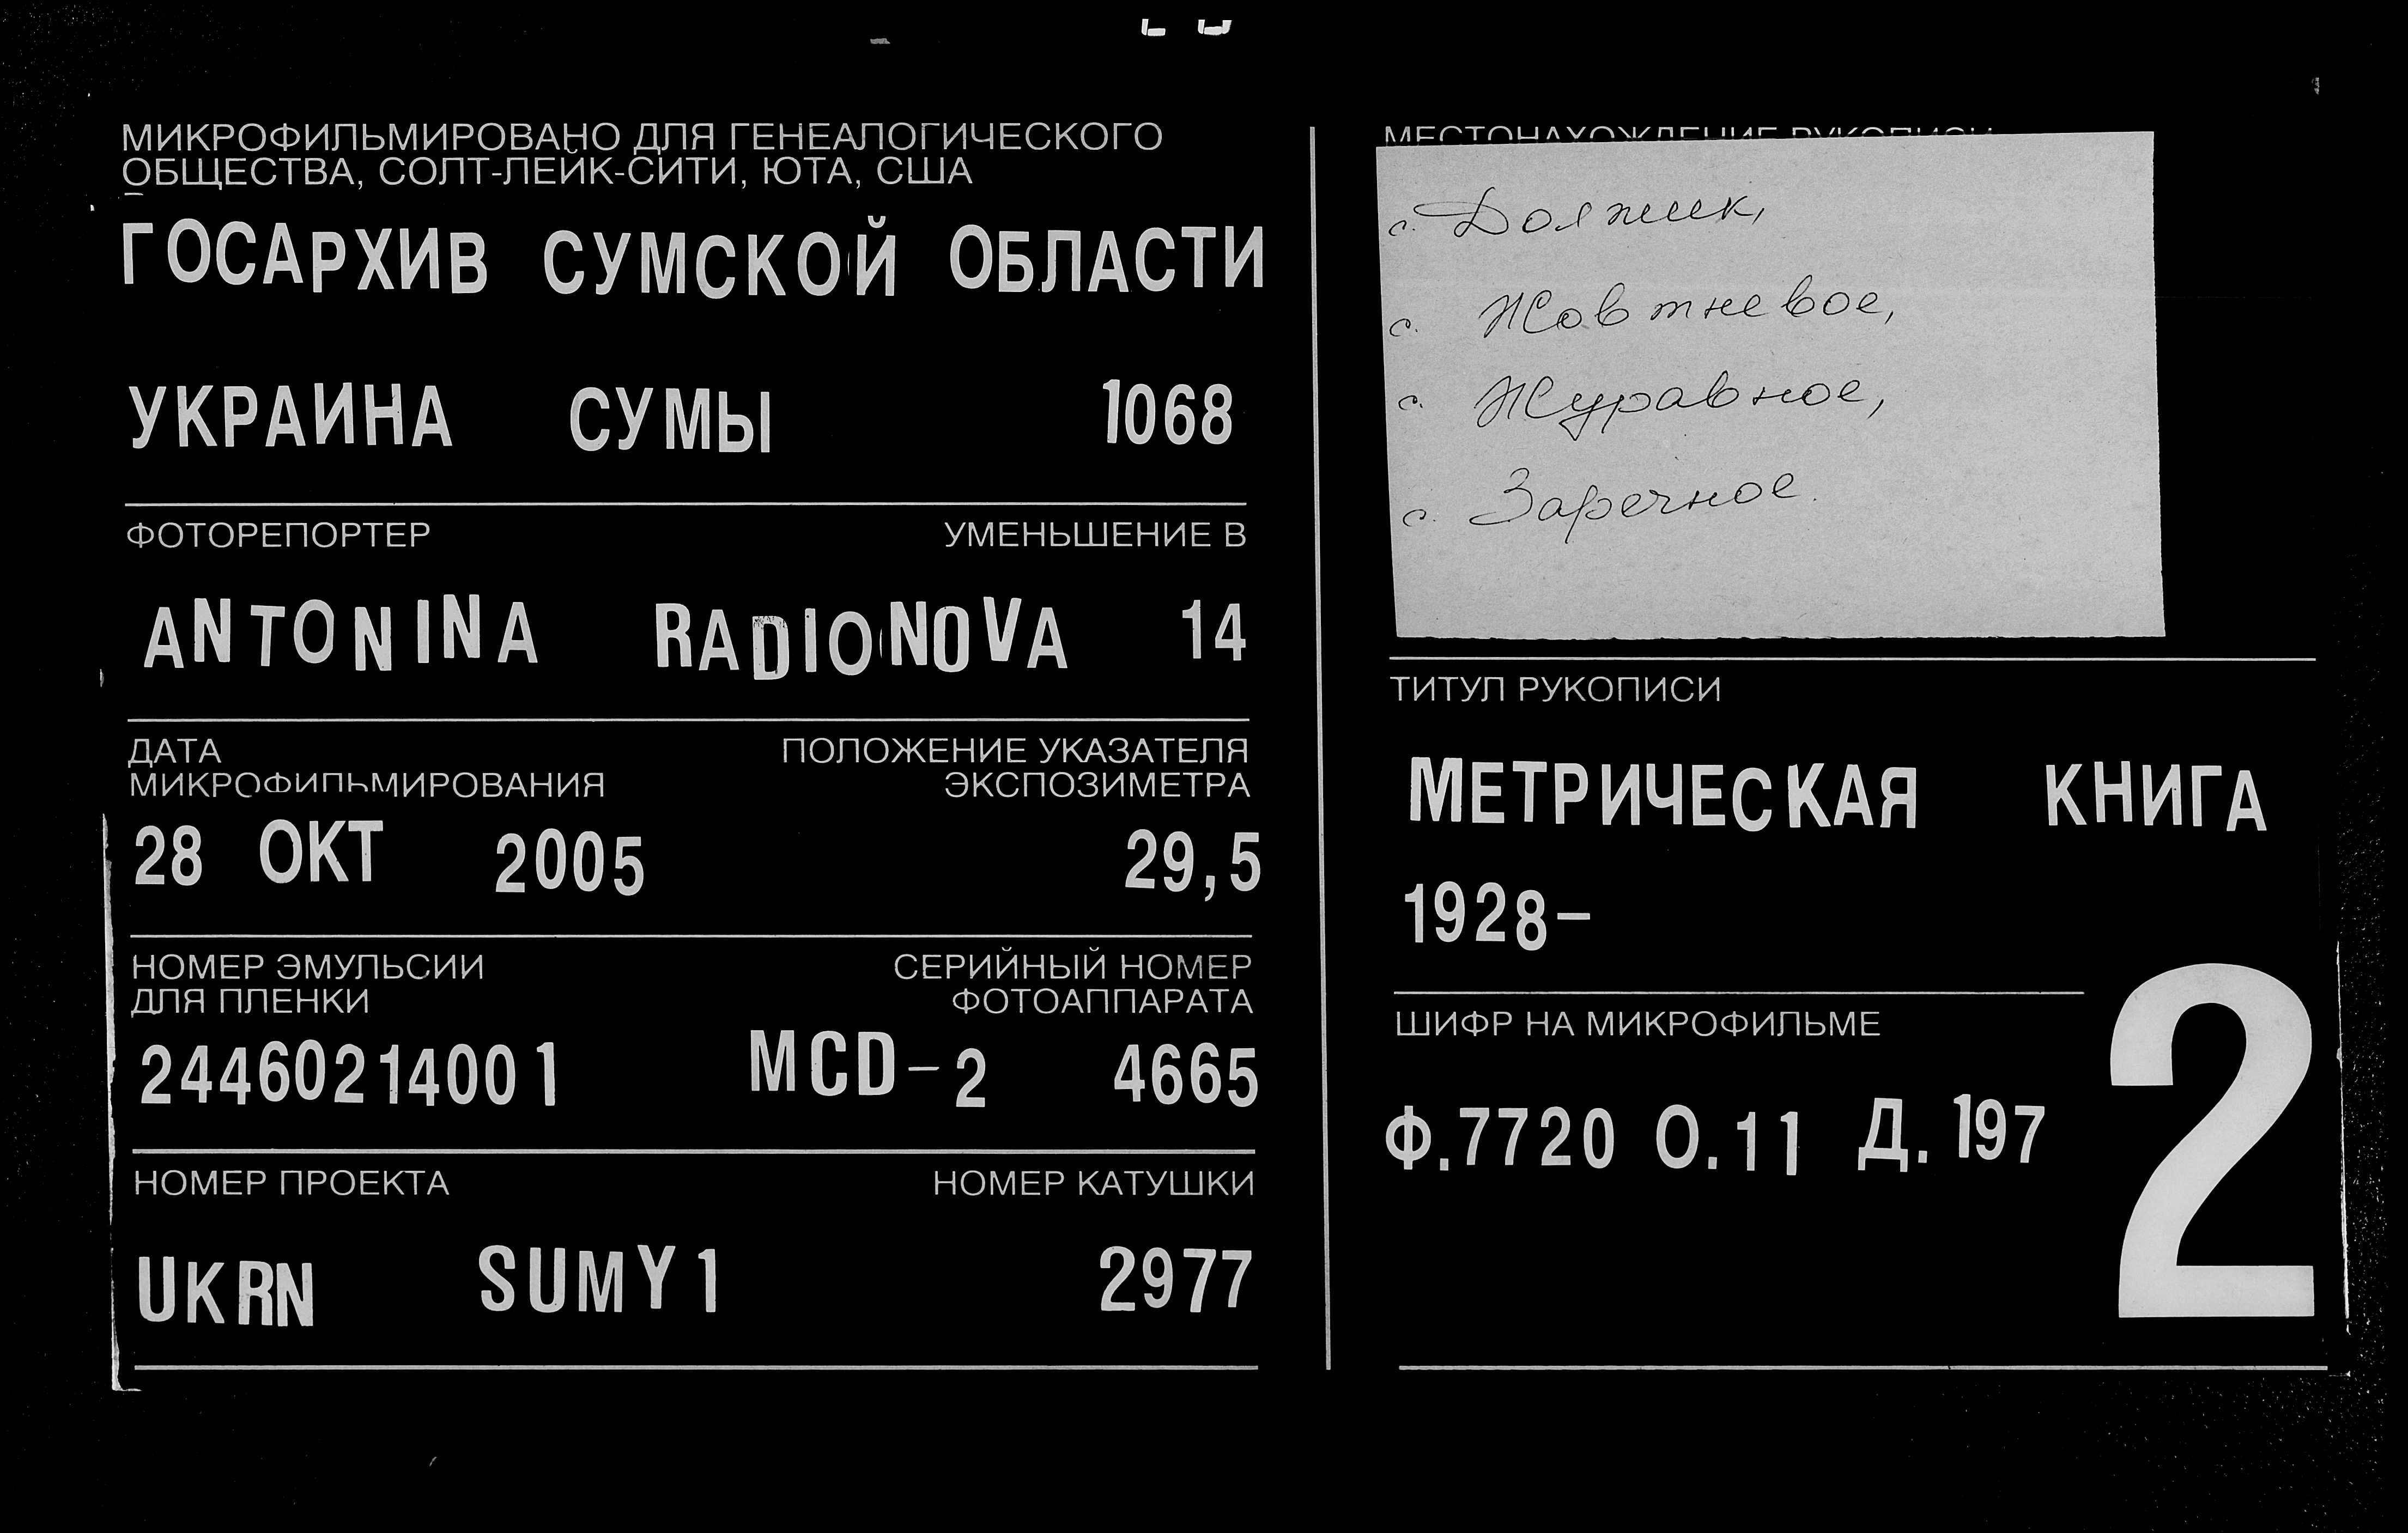 МИКРОФИЛЬМИРОВАНО ДЛЯ ГЕНЕАЛОГИЧЕСКОГО
ОБЩЕСТВА, СОЛТ-ЛЕЙК-СИТИ, ЮТА, США
ГОСАРХИВ СУМСКОЙ ОБЛАСТИ
УКРАИНА СУМЫ 1068
ФОТОРЕПОРТЕР УМЕНЬШЕНИЕ В
ANTONINA RADIONOVA 14
ДАТА ПОЛОЖЕНИЕ УКАЗАТЕЛЯ
МИКРОФИЛЬМИРОВАНИЯ ЭКСПОЗИМЕТРА
28 ОКТ 2005 29,5
НОМЕР ЭМУЛЬСИИ СЕРИЙНЫЙ НОМЕР
ДЛЯ ПЛЕНКИ ФОТОАППАРАТА
24460214001 MCD-2 4665
НОМЕР ПРОЕКТА НОМЕР КАТУШКИ
UKRN SUMY1 2977
МЕСТОНАХОЖДЕНИЕ РУКОПИСИ
с. Должик,
с. Жовтневое,
с. Журавное,
с. Заречное.
ТИТУЛ РУКОПИСИ
МЕТРИЧЕСКАЯ КНИГА
1928-
ШИФР НА МИКРОФИЛЬМЕ
Ф.7720 О.11 Д.197
2